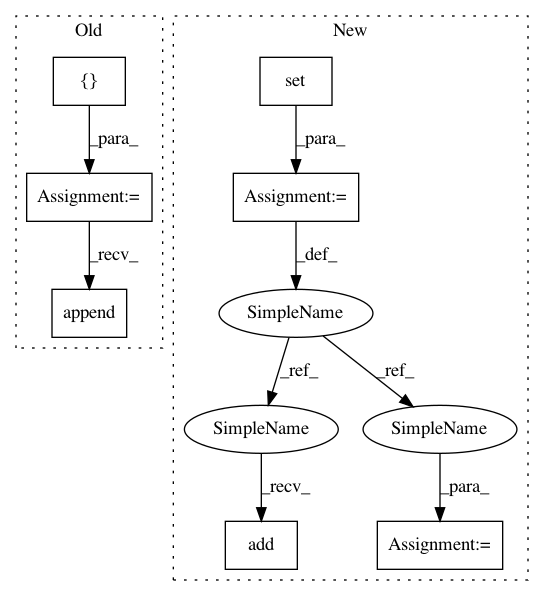 Old
New
{}
set
_para_
_para_
Assignment:=
Assignment:=
_recv_
_def_
append
SimpleName
_ref_
_ref_
SimpleName
SimpleName
_recv_
_para_
add
Assignment:=